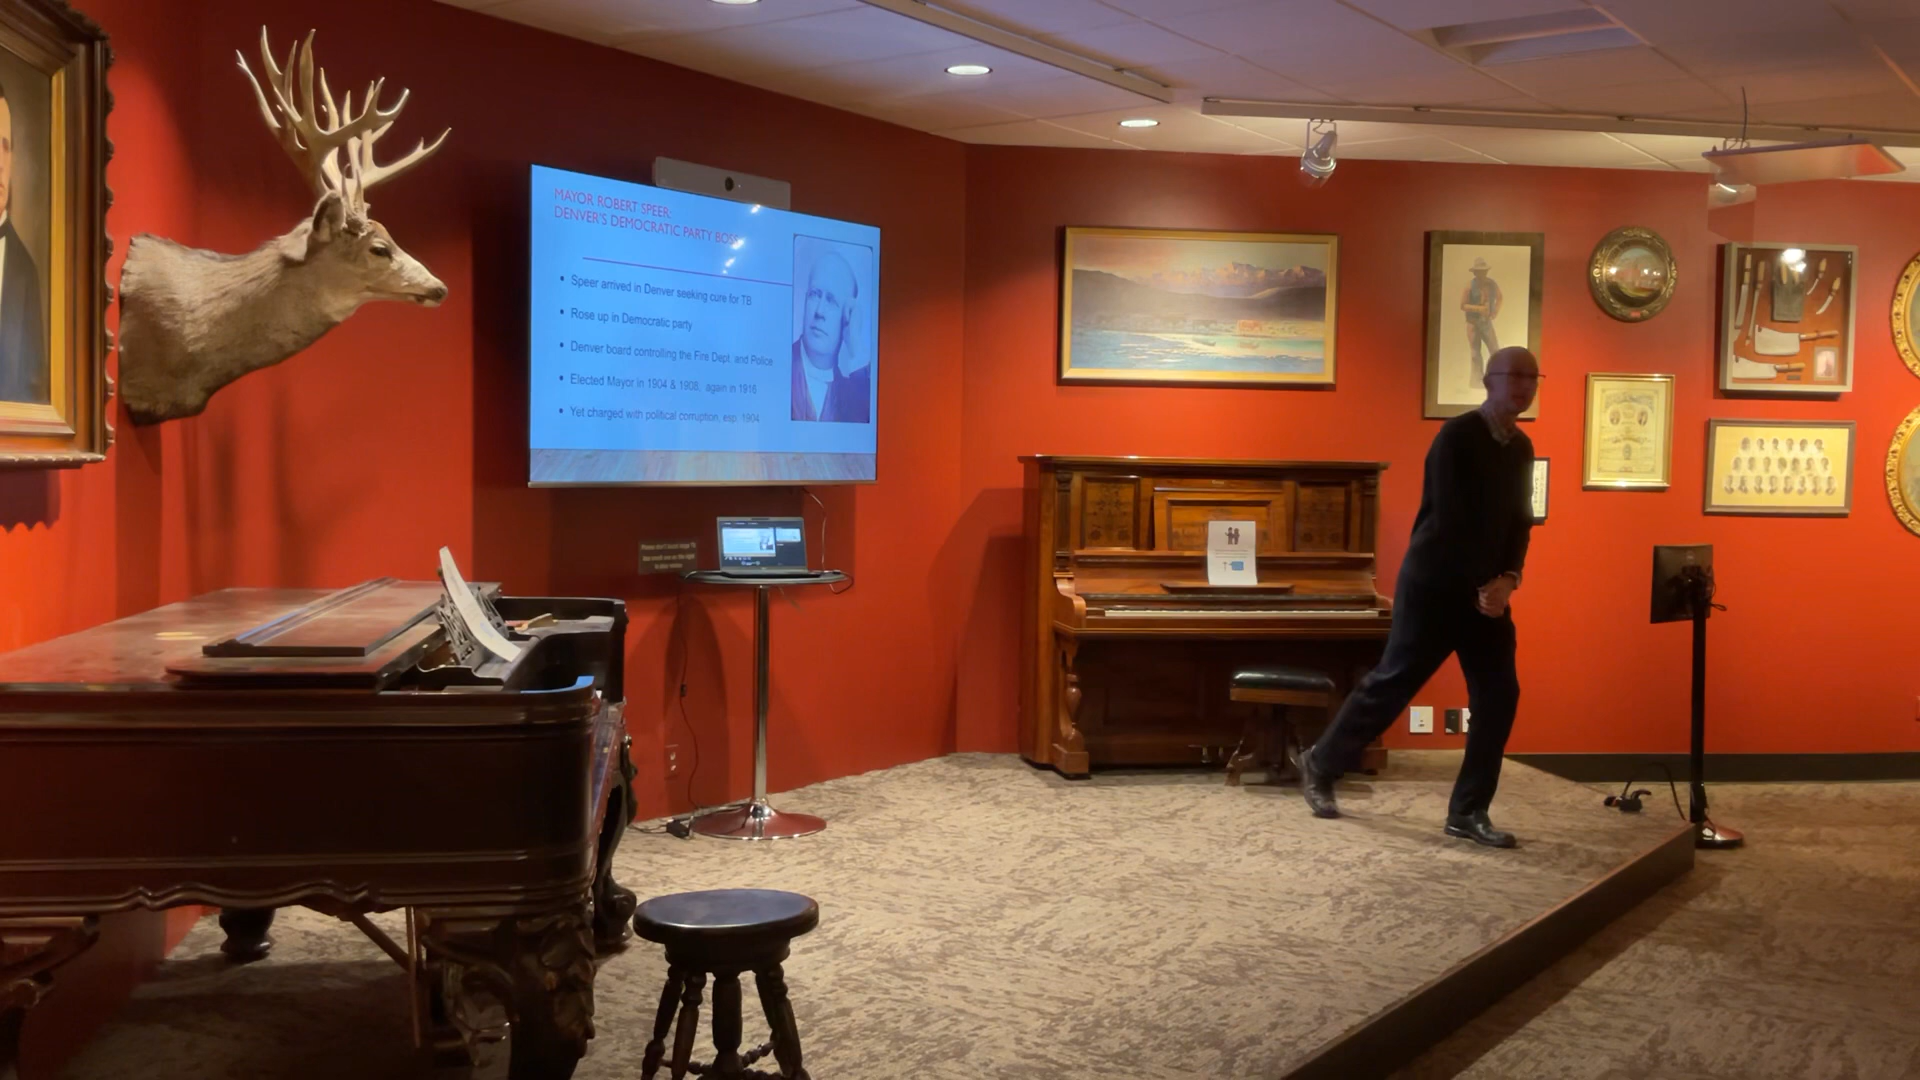 MAYOR ROBERT SPEER:
DENVER'S DEMOCRATIC PARTY BOSS
• Speer arrived in Denver seeking cure for TB
• Rose up in Democratic party
• Denver board controlling the Fire Dept. and Police
• Elected Mayor in 1904 & 1908, again in 1916
• Yet charged with political corruption, esp. 1904